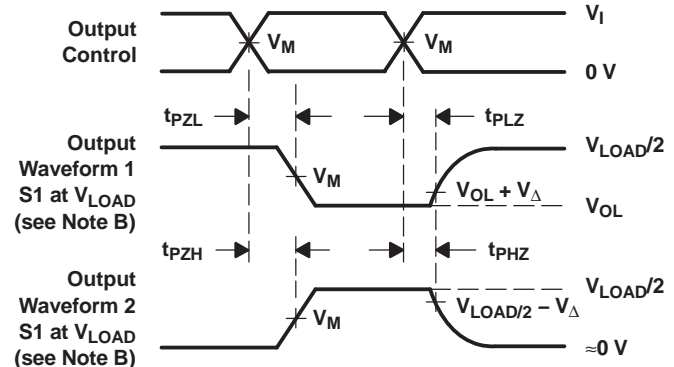 Output
Control
V_M
V_M
V_I
0 V
t_PZL
t_PLZ
Output
Waveform 1
S1 at V_LOAD
(see Note B)
V_M
V_OL + V_Δ
V_LOAD/2
V_OL
t_PZH
t_PHZ
Output
Waveform 2
S1 at V_LOAD
(see Note B)
V_M
V_LOAD/2 – V_Δ
V_LOAD/2
≈0 V